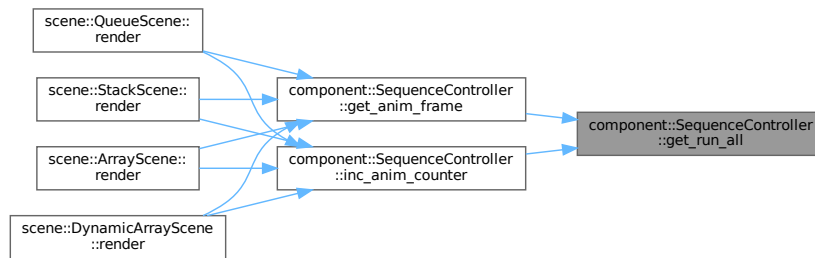 scene::QueueScene::
render
scene::StackScene::
render
scene::ArrayScene::
render
scene::DynamicArrayScene
::render
component::SequenceController
::get_anim_frame
component::SequenceController
::inc_anim_counter
component::SequenceController
::get_run_all